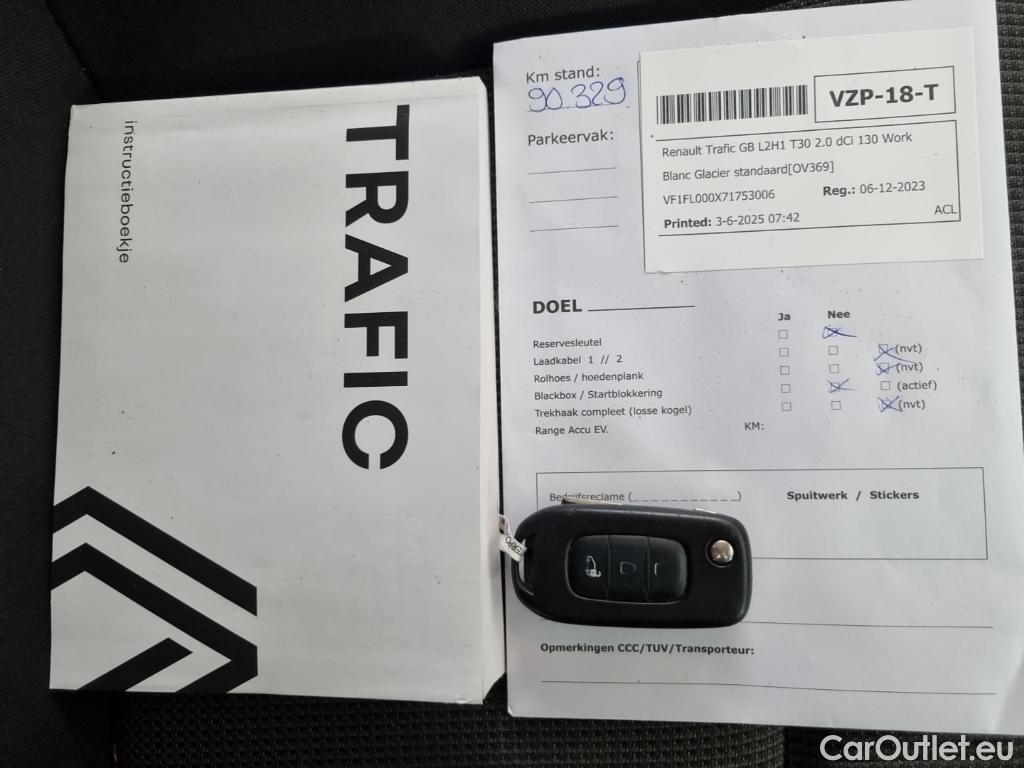 TRAFIC
instructieboekje
Km stand:
90.329
Parkeervak:
VZP-18-T
Renault Trafic GB L2H1 T30 2.0 dCi 130 Work
Blanc Glacier standaard[OV369]
VF1FL000X71753006
Reg.: 06-12-2023
Printed: 3-6-2025 07:42
ACL
DOEL
Ja
Nee
Reservesleutel
Laadkabel 1 // 2
(nvt)
Rolhoes / hoedenplank
(nvt)
Blackbox / Startblokkering
(actief)
Trekhaak compleet (losse kogel)
(nvt)
Range Accu EV.
KM:
Bedrijfsreclame (_ _ _ _ _ _ _ _ _ _ _ _)
Spuitwerk / Stickers
Opmerkingen CCC/TUV/Transporteur:
CarOutlet.eu